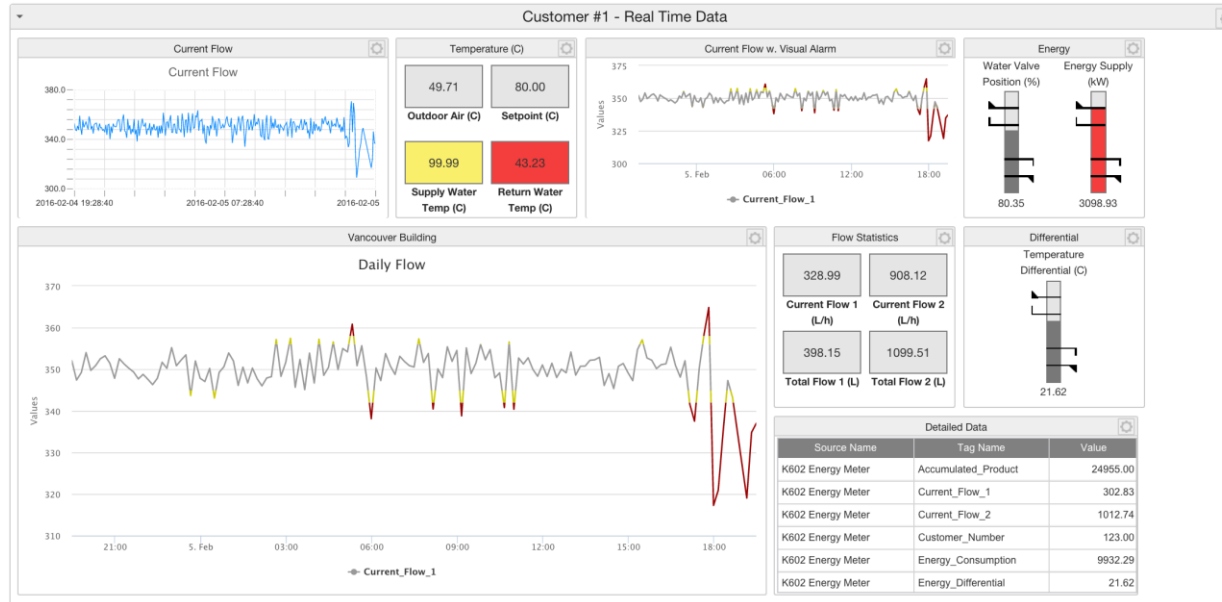 Customer #1 - Real Time Data
Current Flow
Current Flow
380.0
340.0
300.0
2016-02-04 19:28:40
2016-02-05 07:28:40
2016-02-05
Temperature (C)
49.71
Outdoor Air (C)
80.00
Setpoint (C)
99.99
Supply Water
Temp (C)
43.23
Return Water
Temp (C)
Current Flow w. Visual Alarm
Values
375
350
325
300
5. Feb
06:00
12:00
18:00
Current_Flow_1
Energy
Water Valve
Position (%)
80.35
Energy Supply
(kW)
3098.93
Vancouver Building
Daily Flow
Values
370
360
350
340
330
320
310
21:00
5. Feb
03:00
06:00
09:00
12:00
15:00
18:00
Current_Flow_1
Flow Statistics
328.99
Current Flow 1
(L/h)
908.12
Current Flow 2
(L/h)
398.15
Total Flow 1 (L)
1099.51
Total Flow 2 (L)
Differential
Temperature
Differential (C)
21.62
Detailed Data
Source Name Tag Name Value
K602 Energy Meter Accumulated_Product 24955.00
K602 Energy Meter Current_Flow_1 302.83
K602 Energy Meter Current_Flow_2 1012.74
K602 Energy Meter Customer_Number 123.00
K602 Energy Meter Energy_Consumption 9932.29
K602 Energy Meter Energy_Differential 21.62